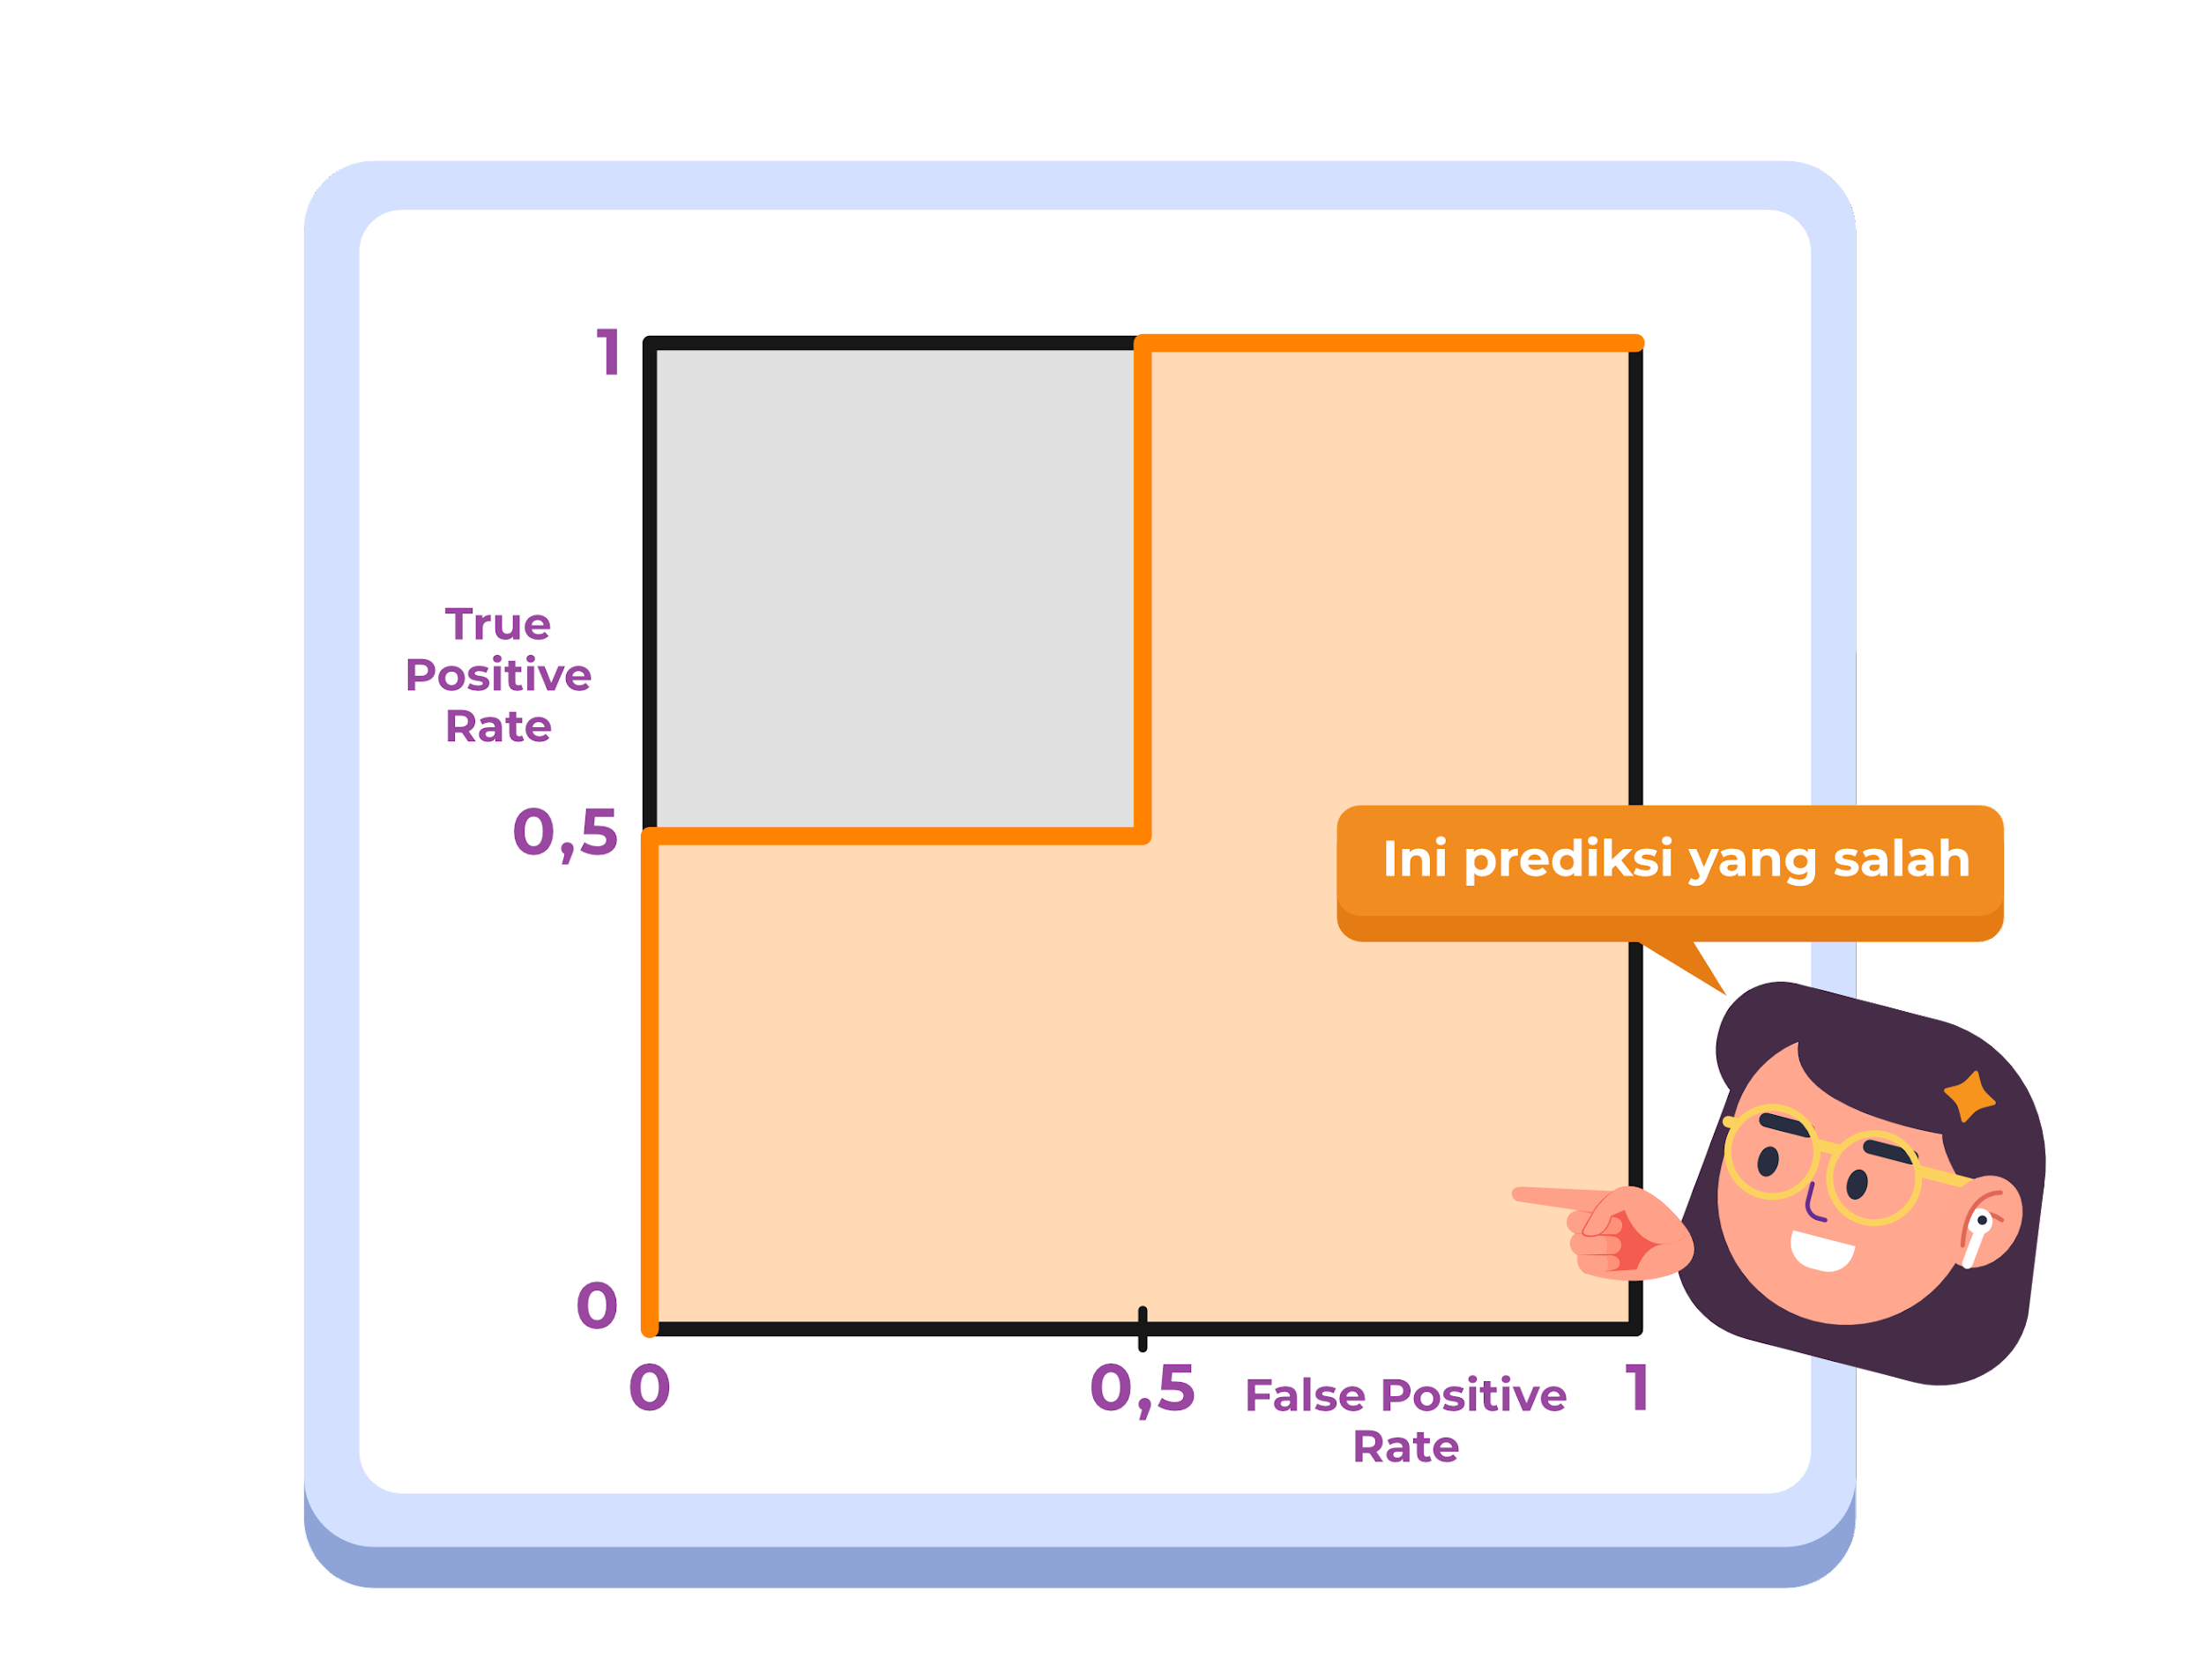 1
True
Positive
Rate
0,5
Ini prediksi yang salah
0
0
0,5
False Positive
Rate
1